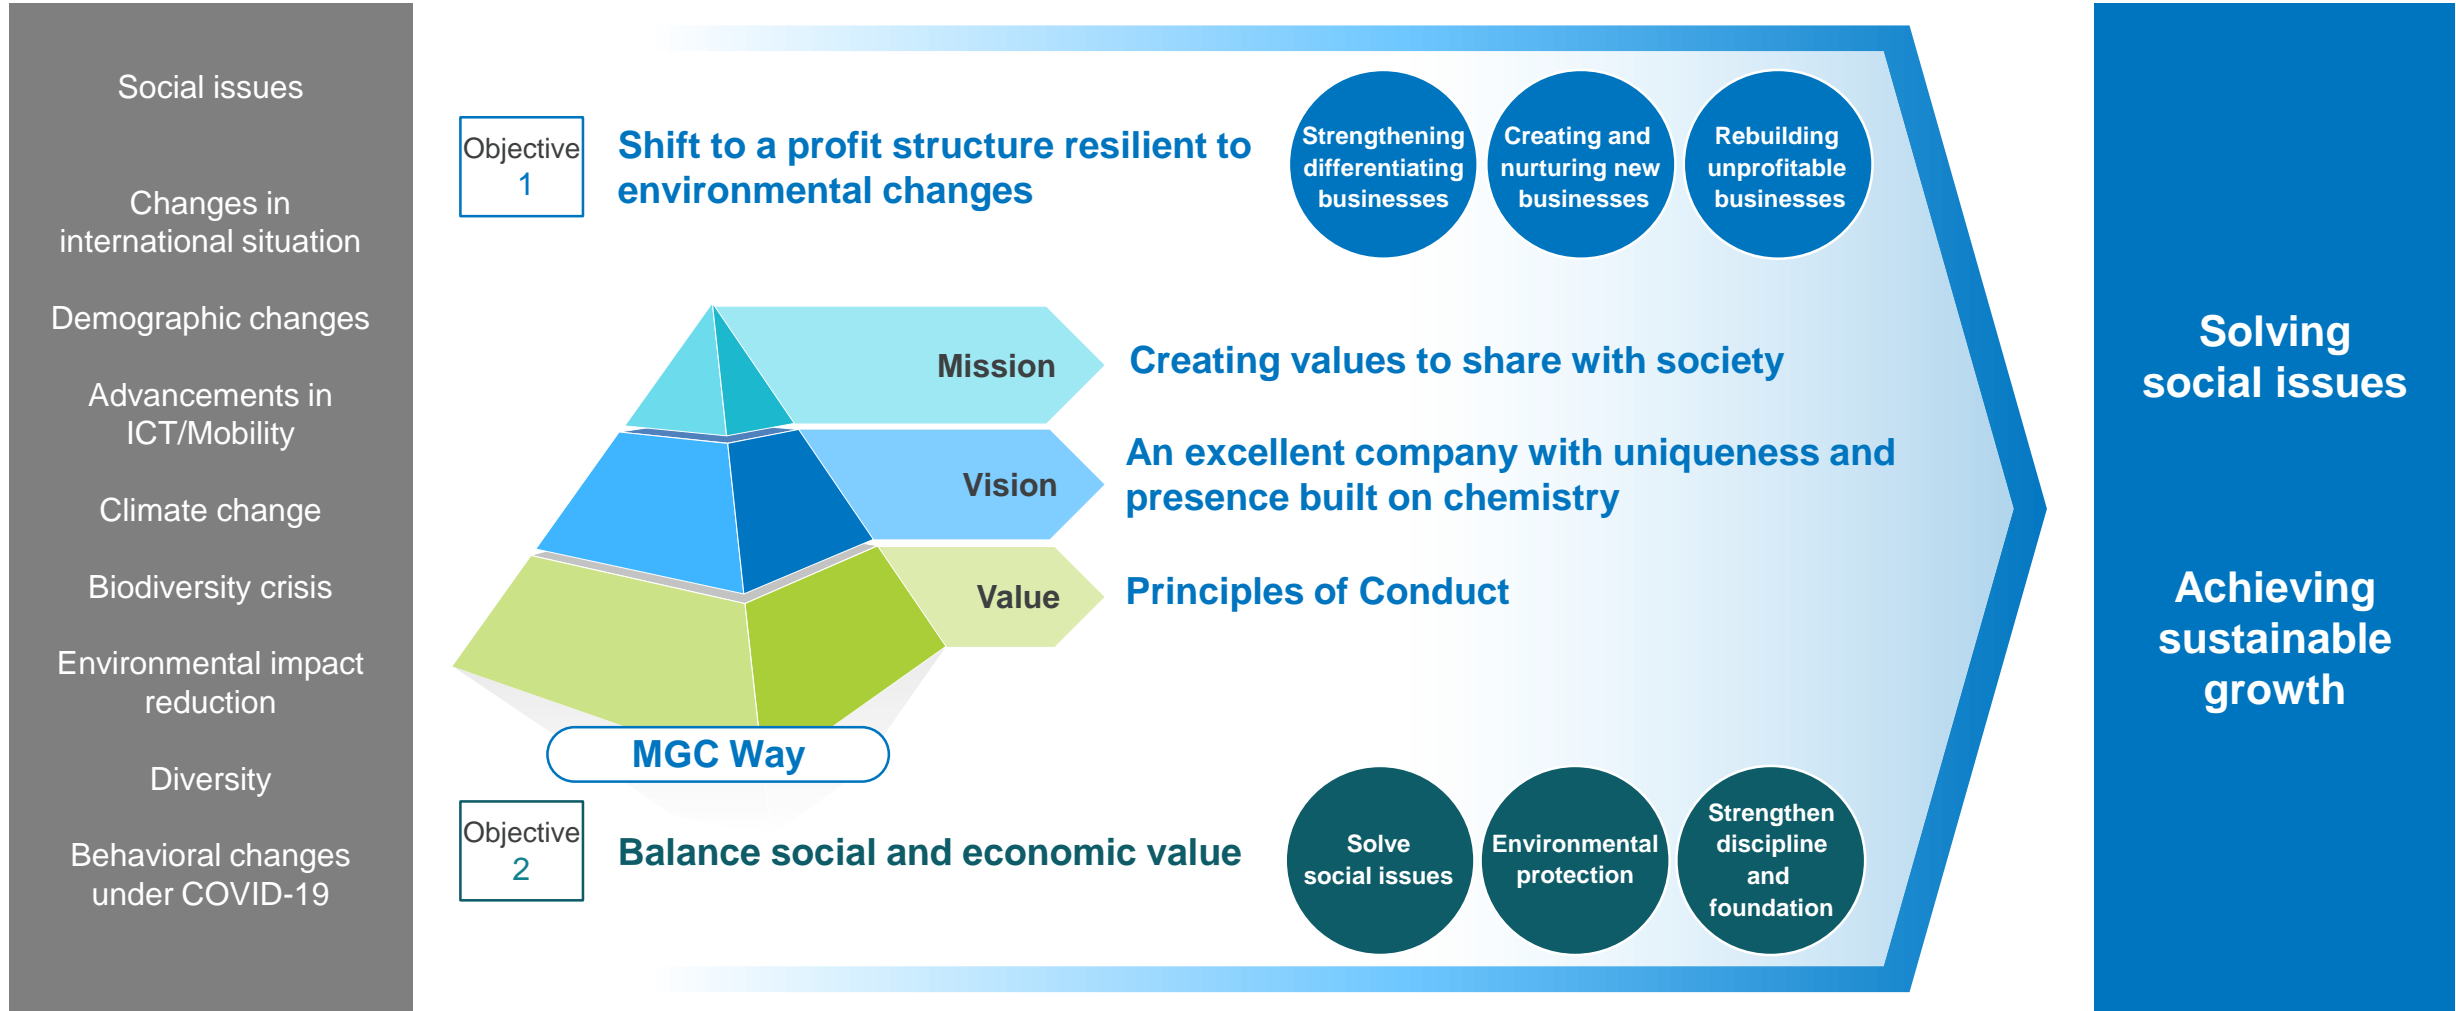 Social issues
Changes in
international situation
Demographic changes
Advancements in
ICT/Mobility
Climate change
Biodiversity crisis
Environmental impact
reduction
Diversity
Behavioral changes
under COVID-19
Objective
1
Shift to a profit structure resilient to
environmental changes
Strengthening
differentiating
businesses
Creating and
nurturing new
businesses
Rebuilding
unprofitable
businesses
Mission
Creating values to share with society
Vision
An excellent company with uniqueness and
presence built on chemistry
Value
Principles of Conduct
MGC Way
Objective
2
Balance social and economic value
Solve
social issues
Environmental
protection
Strengthen
discipline
and
foundation
Solving
social issues
Achieving
sustainable
growth